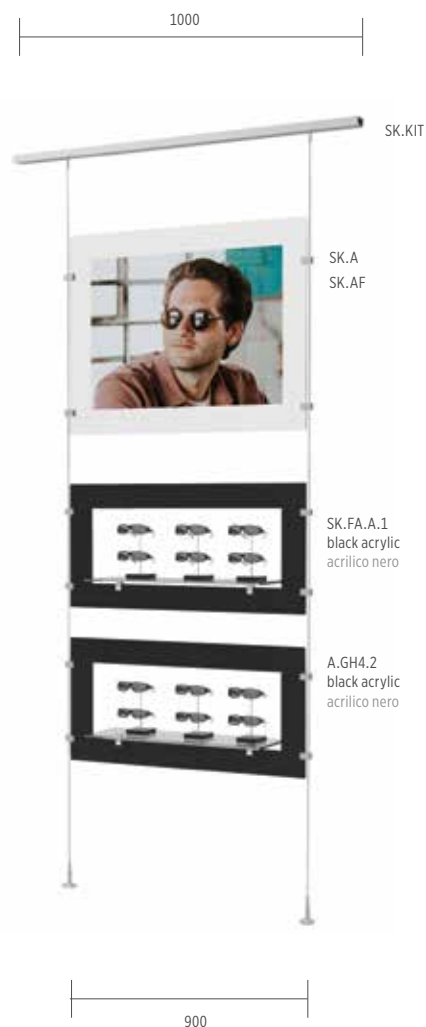 1000
SK.KIT
SK.A
SK.AF
SK.FA.A.1
black acrylic
acrilico nero
A.GH4.2
black acrylic
acrilico nero
900